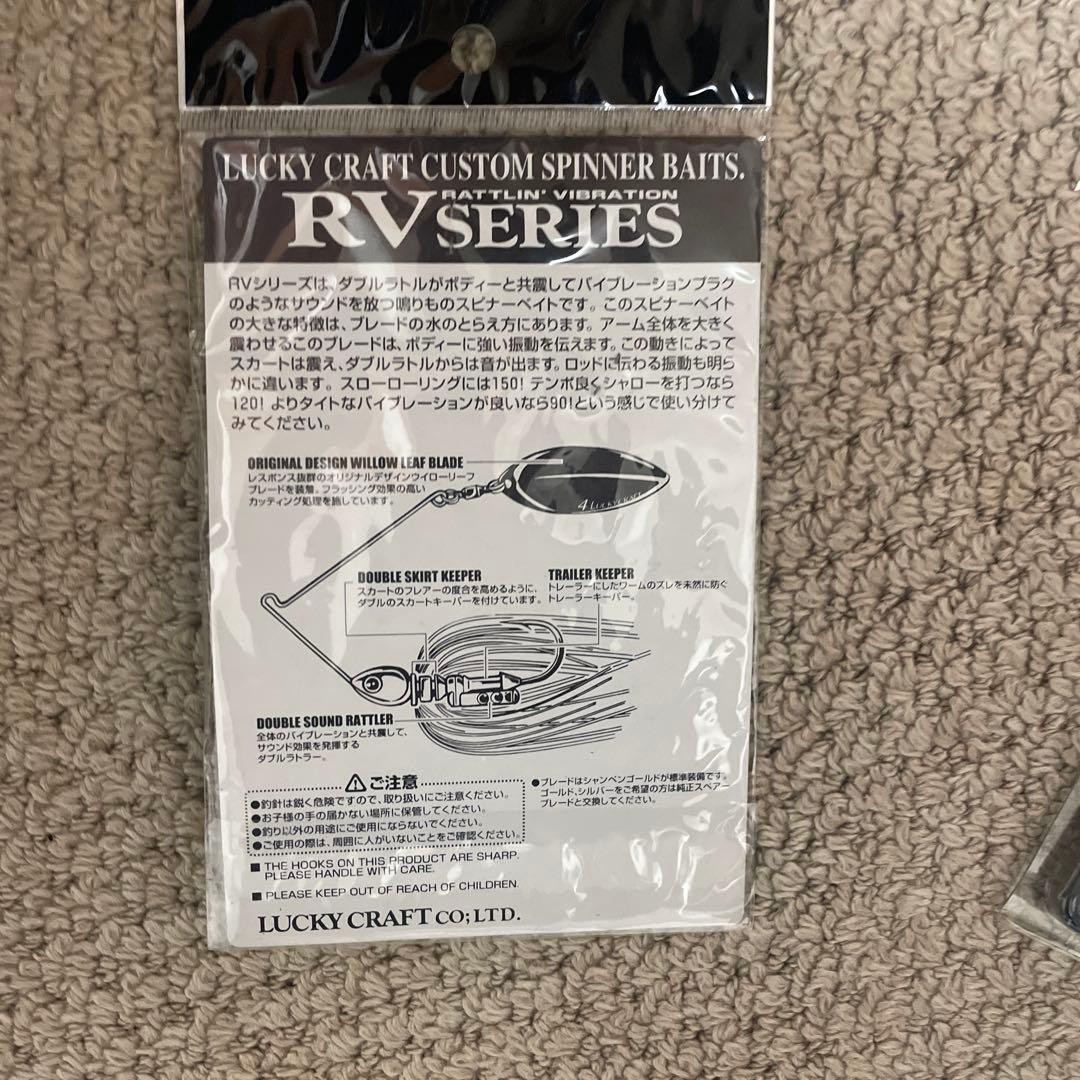 LUCKY CRAFT CUSTOM SPINNER BAITS.
RATTLIN' VIBRATION
RV SERIES
RVシリーズは、ダブルラトルがボディーと共震してバイブレーションプラグ
のようなサウンドを放つ鳴りものスピナーベイトです。このスピナーベイト
の大きな特徴は、ブレードの水のとらえ方にあります。アーム全体を大きく
震わせるこのブレードは、ボディーに強い振動を伝えます。この動きによって
スカートは震え、ダブルラトルからは音が出ます。ロッドに伝わる振動も明ら
かに違います。スローローリングには150!テンポ良くシャローを打つなら
120!よりタイトなバイブレーションが良いなら90!という感じで使い分けて
みてください。
ORIGINAL DESIGN WILLOW LEAF BLADE
レスポンス抜群のオリジナルデザインウイローリーフ
ブレードを装着。フラッシング効果の高い
カッティング処理を施しています。
4 LUCKYCRAFT
DOUBLE SKIRT KEEPER
スカートのフレアーの度合を高めるように、
ダブルのスカートキーパーを付けています。
TRAILER KEEPER
トレーラーにしたワームのズレを未然に防ぐ
トレーラーキーパー。
DOUBLE SOUND RATTLER
全体のバイブレーションと共震して、
サウンド効果を発揮する
ダブルラトラー。
⚠ご注意
●釣針は鋭く危険ですので、取り扱いにご注意ください。
●お子様の手の届かない場所に保管してください。
●釣り以外の用途にご使用にならないでください。
●ご使用の際は、周囲に人がいないことをご確認ください。
●ブレードはシャンペンゴールドが標準装備です。
ゴールド、シルバーをご希望の方は純正スペアー
ブレードと交換してください。
■ THE HOOKS ON THIS PRODUCT ARE SHARP.
PLEASE HANDLE WITH CARE.
■ PLEASE KEEP OUT OF REACH OF CHILDREN.
LUCKY CRAFT CO;LTD.